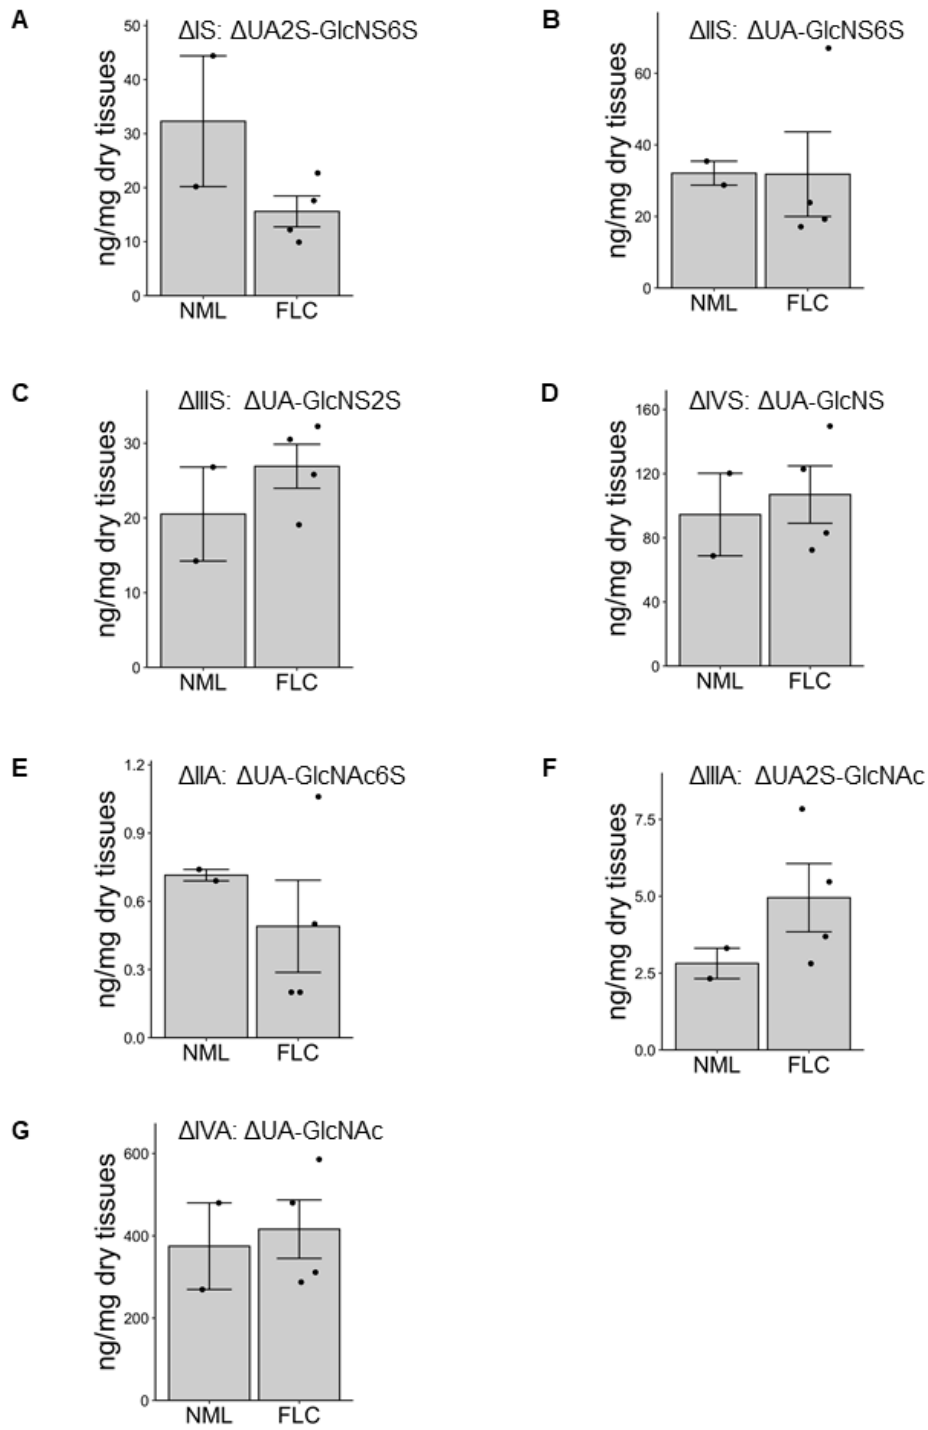 A
ΔIS: ΔUA2S-GlcNS6S
ng/mg dry tissues
50
40
30
20
10
0
NML FLC
B
ΔIIS: ΔUA-GlcNS6S
ng/mg dry tissues
60
40
20
0
NML FLC
C
ΔIIIS: ΔUA-GlcNS2S
ng/mg dry tissues
30
20
10
0
NML FLC
D
ΔIVS: ΔUA-GlcNS
ng/mg dry tissues
160
120
80
40
0
NML FLC
E
ΔIIA: ΔUA-GlcNAc6S
ng/mg dry tissues
1.2
0.9
0.6
0.3
0.0
NML FLC
F
ΔIIIA: ΔUA2S-GlcNAc
ng/mg dry tissues
7.5
5.0
2.5
0.0
NML FLC
G
ΔIVA: ΔUA-GlcNAc
ng/mg dry tissues
600
400
200
0
NML FLC